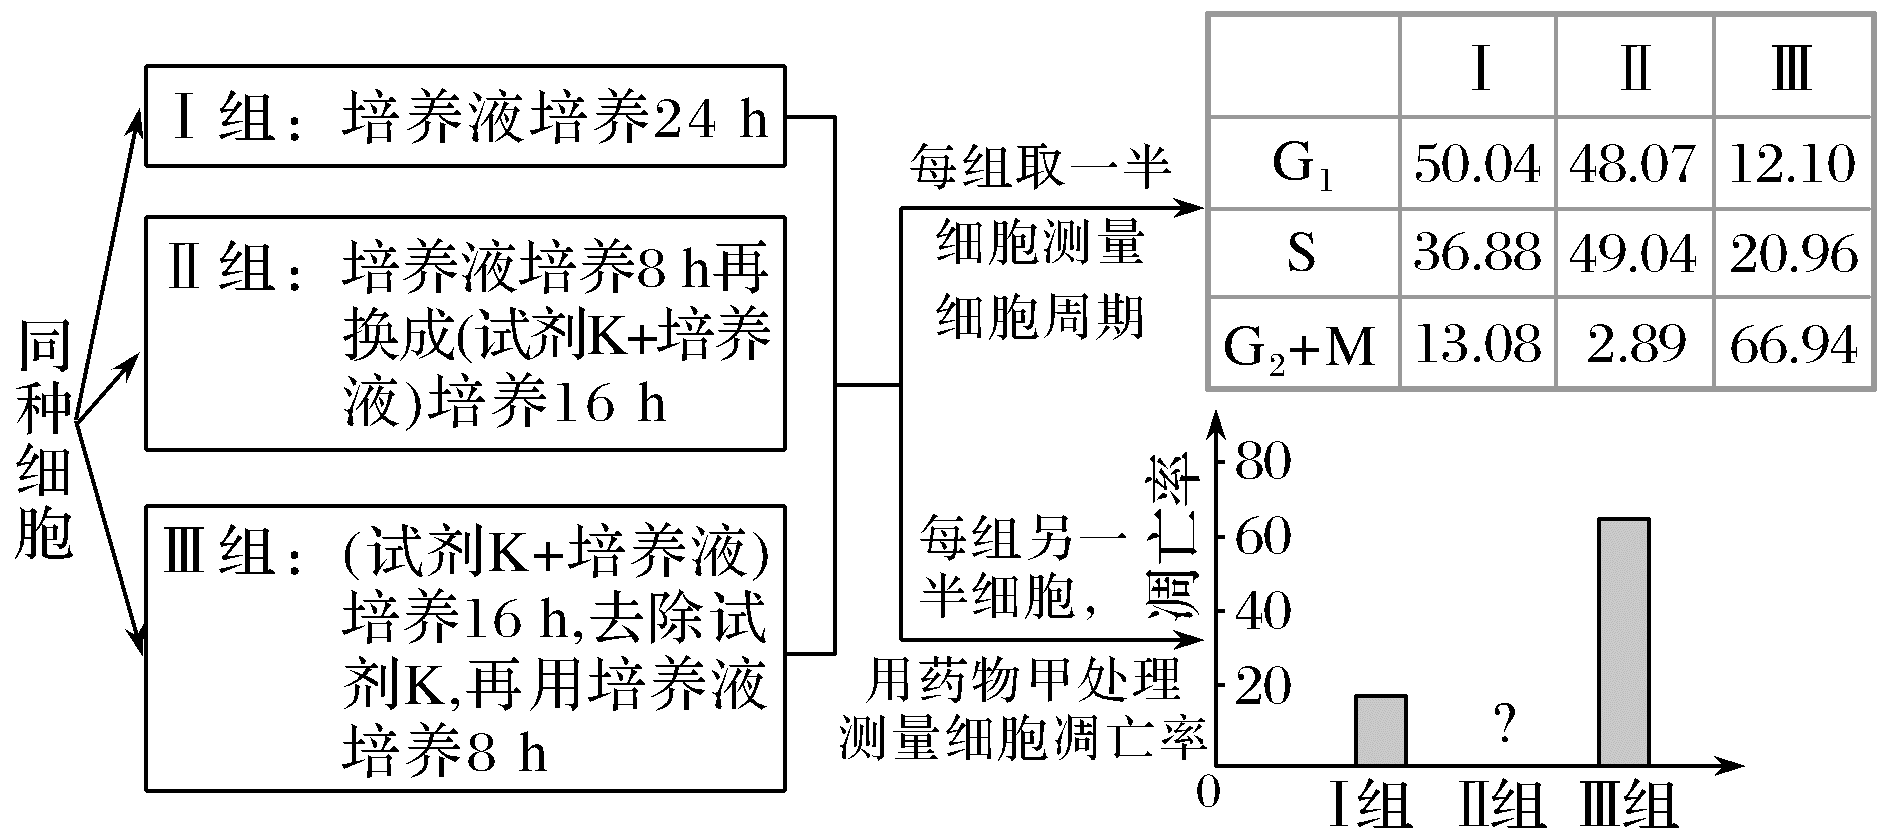 同种细胞
Ⅰ组：培养液培养24 h
Ⅱ组：培养液培养8 h再
换成(试剂K+培养
液)培养16 h
Ⅲ组：(试剂K+培养液)
培养16 h,去除试
剂K,再用培养液
培养8 h
每组取一半
细胞测量
细胞周期
Ⅰ Ⅱ Ⅲ
G₁ 50.04 48.07 12.10
S 36.88 49.04 20.96
G₂+M 13.08 2.89 66.94
每组另一
半细胞，
用药物甲处理
测量细胞凋亡率
凋亡率
80
60
40
20
0
?
Ⅰ组 Ⅱ组 Ⅲ组